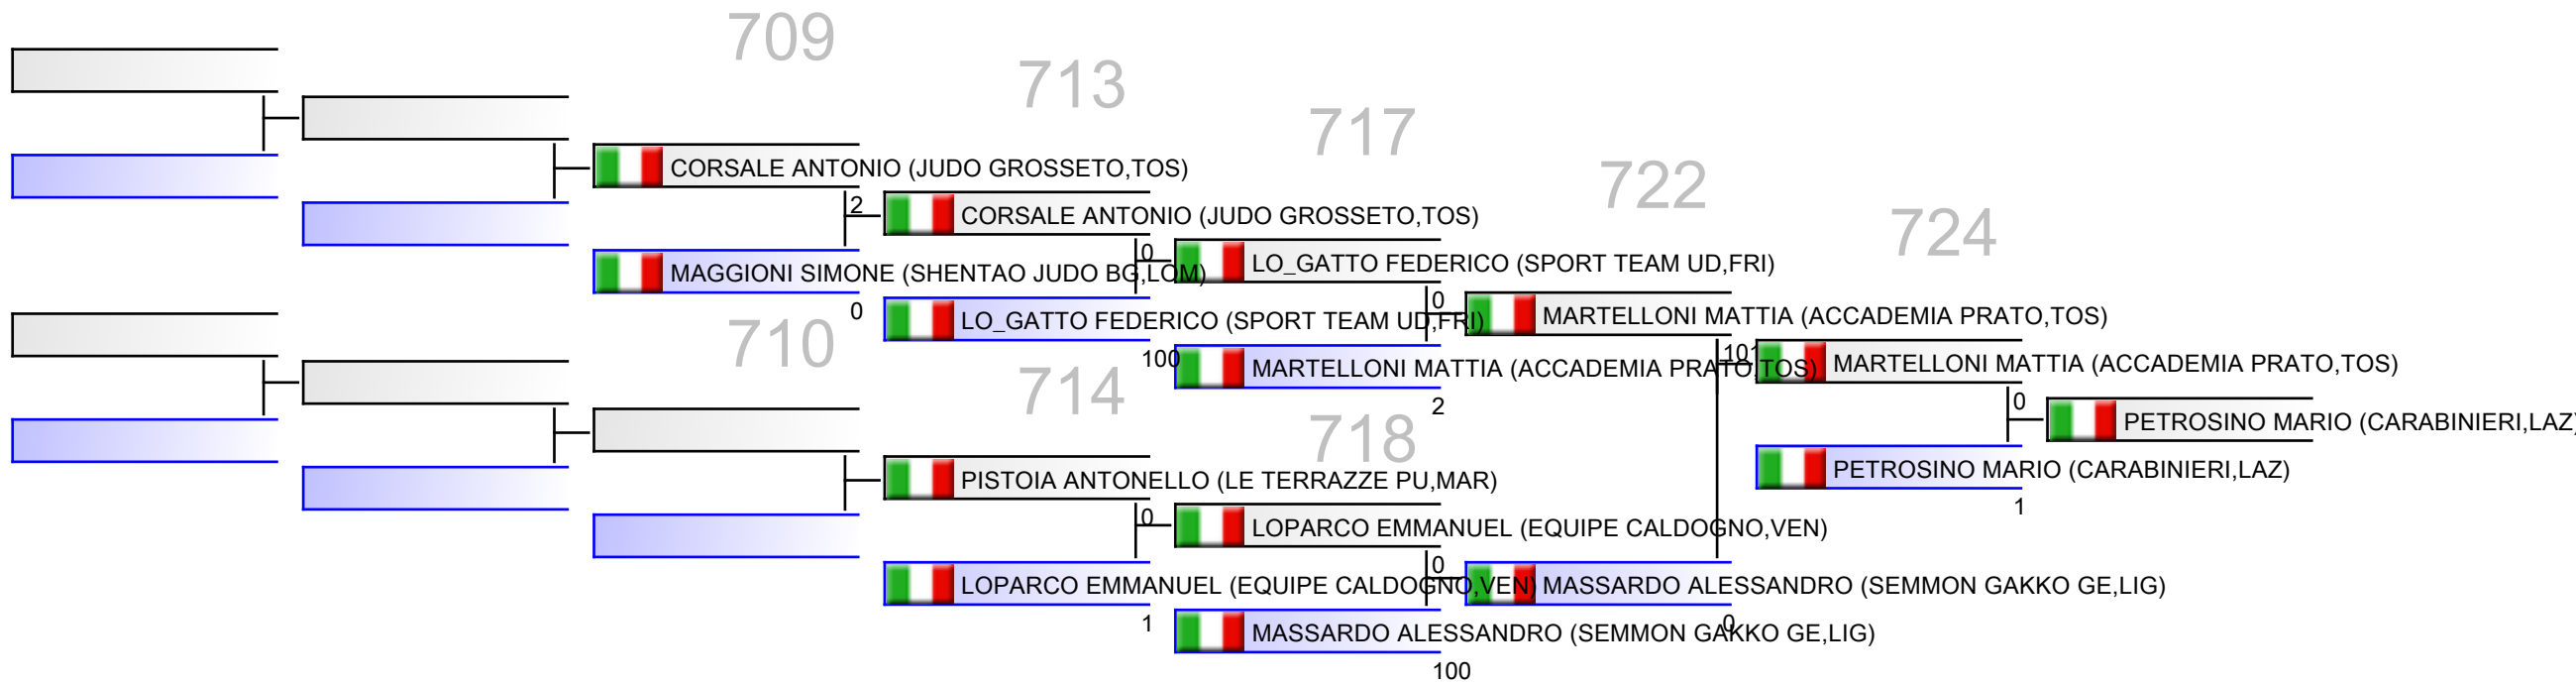 709
713
717
722
724
CORSALE ANTONIO (JUDO GROSSETO,TOS)
2
CORSALE ANTONIO (JUDO GROSSETO,TOS)
0
LO_GATTO FEDERICO (SPORT TEAM UD,FRI)
MAGGIONI SIMONE (SHENTAO JUDO BG,LOM)
0
0
LO_GATTO FEDERICO (SPORT TEAM UD,FRI)
MARTELLONI MATTIA (ACCADEMIA PRATO,TOS)
710
100
MARTELLONI MATTIA (ACCADEMIA PRATO,TOS)
MARTELLONI MATTIA (ACCADEMIA PRATO,TOS)
714
2
0
PETROSINO MARIO (CARABINIERI,LAZ)
718
PETROSINO MARIO (CARABINIERI,LAZ)
1
PISTOIA ANTONELLO (LE TERRAZZE PU,MAR)
0
LOPARCO EMMANUEL (EQUIPE CALDOGNO,VEN)
0
LOPARCO EMMANUEL (EQUIPE CALDOGNO,VEN)
MASSARDO ALESSANDRO (SEMMON GAKKO GE,LIG)
1
0
MASSARDO ALESSANDRO (SEMMON GAKKO GE,LIG)
100